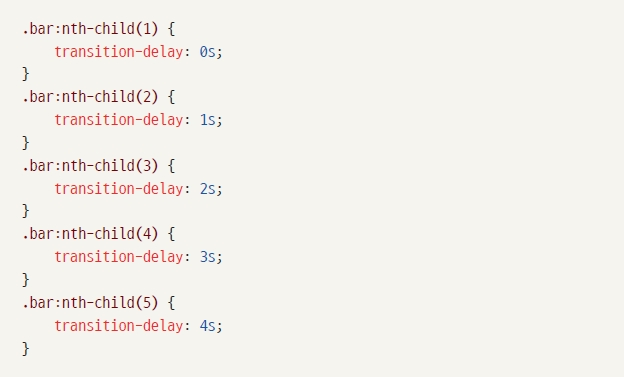 .bar:nth-child(1) {
    transition-delay: 0s;
}
.bar:nth-child(2) {
    transition-delay: 1s;
}
.bar:nth-child(3) {
    transition-delay: 2s;
}
.bar:nth-child(4) {
    transition-delay: 3s;
}
.bar:nth-child(5) {
    transition-delay: 4s;
}